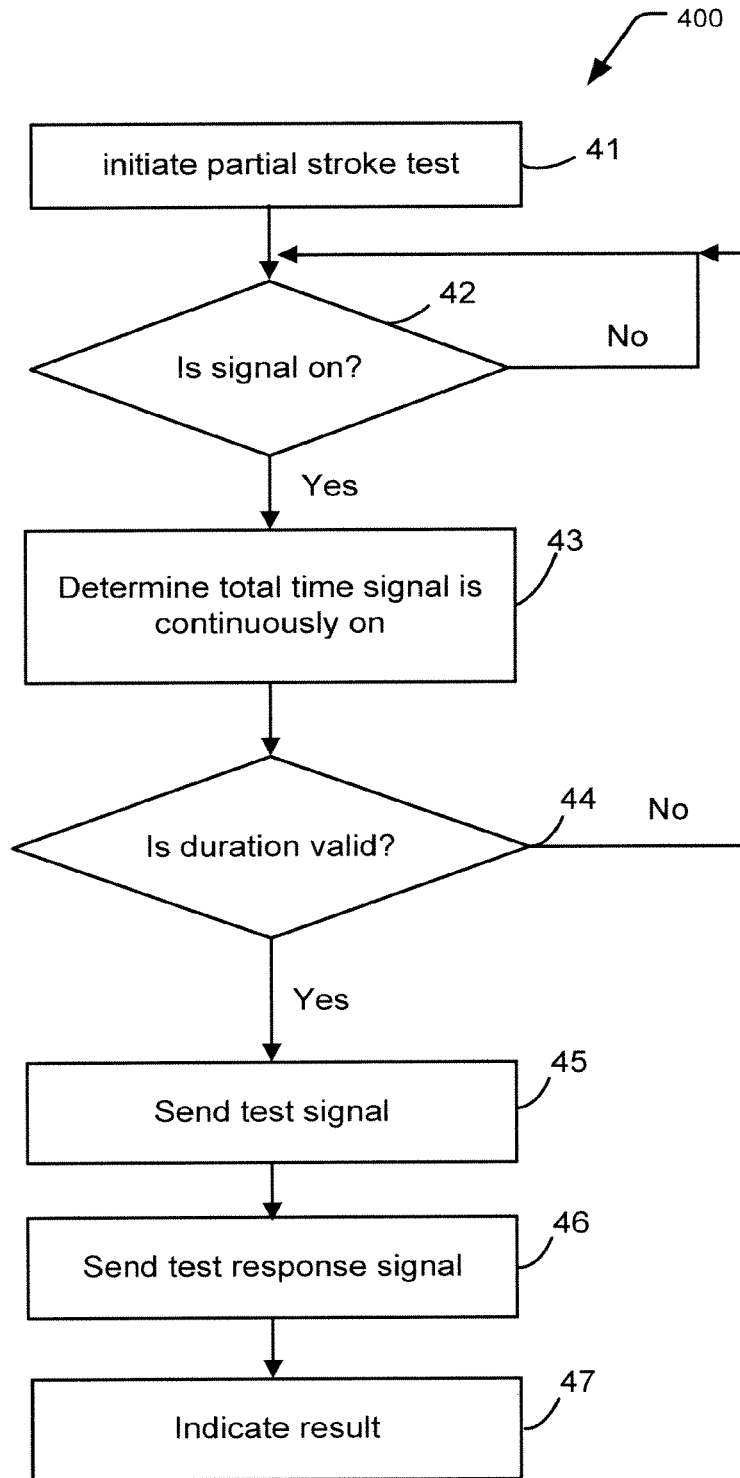 400
initiate partial stroke test
41
42
Is signal on?
No
Yes
43
Determine total time signal is
continuously on
44
Is duration valid?
No
Yes
45
Send test signal
46
Send test response signal
47
Indicate result